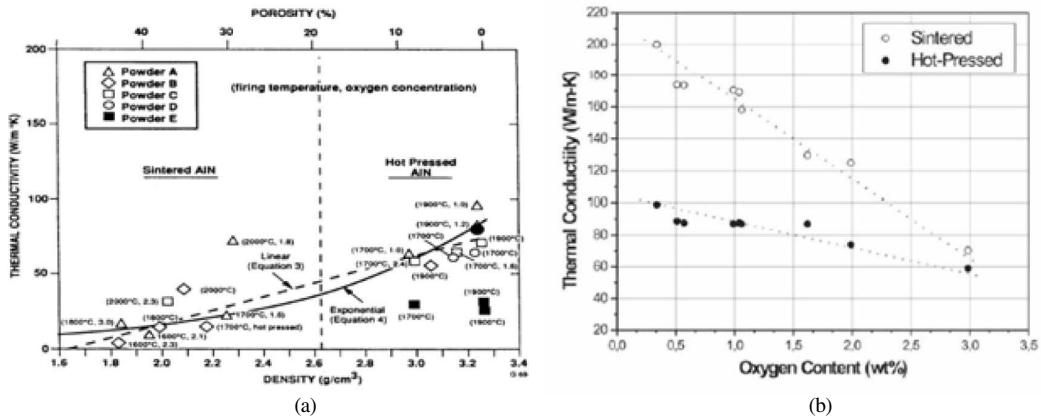 POROSITY (%)
40
30
20
10
0
200
150
100
50
0
THERMAL CONDUCTIVITY (W/m °K)
Powder A
Powder B
Powder C
Powder D
Powder E
(firing temperature, oxygen concentration)
Sintered AlN
Hot Pressed
AlN
(1900°C, 1.0)
(1900°C, 1.2)
(1700°C)
(1900°C)
(2000°C, 1.8)
(1700°C, 1.0)
(1700°C, 2.4)
(1700°C)
(1700°C, 1.6)
(1900°C)
Linear
(Equation 3)
(2000°C)
(2000°C, 2.3)
(1800°C, 3.0)
(1800°C)
(1700°C, 1.6)
(1700°C, hot pressed)
1600°C, 2.1)
1600°C, 2.3)
Exponential
(Equation 4)
(1900°C)
(1700°C)
(1900°C)
1.6
1.8
2.0
2.2
2.4
2.6
2.8
3.0
3.2
3.4
DENSITY (g/cm3)
(a)
220
200
180
160
140
120
100
80
60
40
20
Thermal Conductiity (W/m-K)
Sintered
Hot-Pressed
0,0
0,5
1,0
1,5
2,0
2,5
3,0
3,5
Oxygen Content (wt%)
(b)